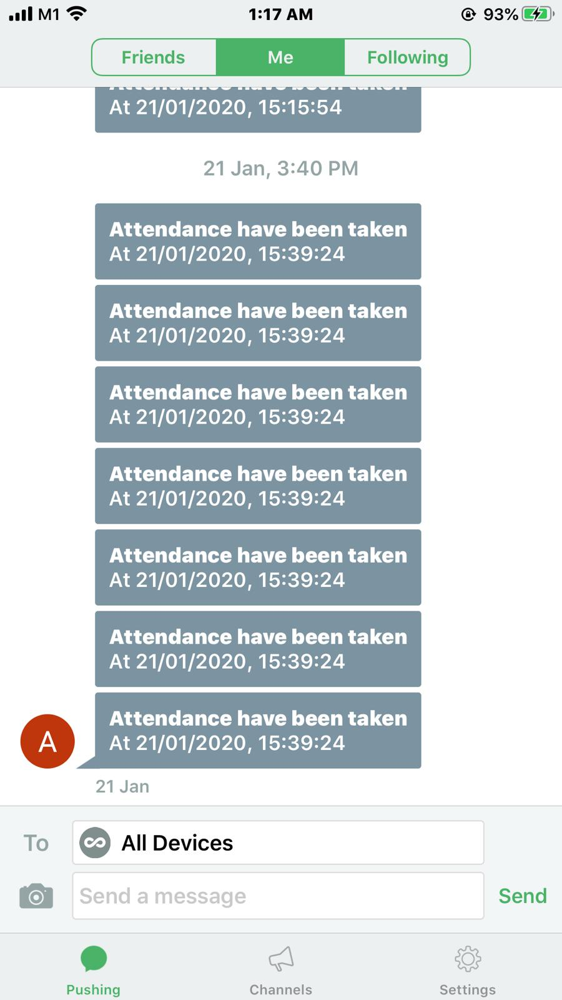 M1 1:17 AM 93%
Friends Me Following
Attendance have been taken
At 21/01/2020, 15:15:54
21 Jan, 3:40 PM
Attendance have been taken
At 21/01/2020, 15:39:24
Attendance have been taken
At 21/01/2020, 15:39:24
Attendance have been taken
At 21/01/2020, 15:39:24
Attendance have been taken
At 21/01/2020, 15:39:24
Attendance have been taken
At 21/01/2020, 15:39:24
Attendance have been taken
At 21/01/2020, 15:39:24
Attendance have been taken
At 21/01/2020, 15:39:24
A
21 Jan
To All Devices
Send a message Send
Pushing Channels Settings